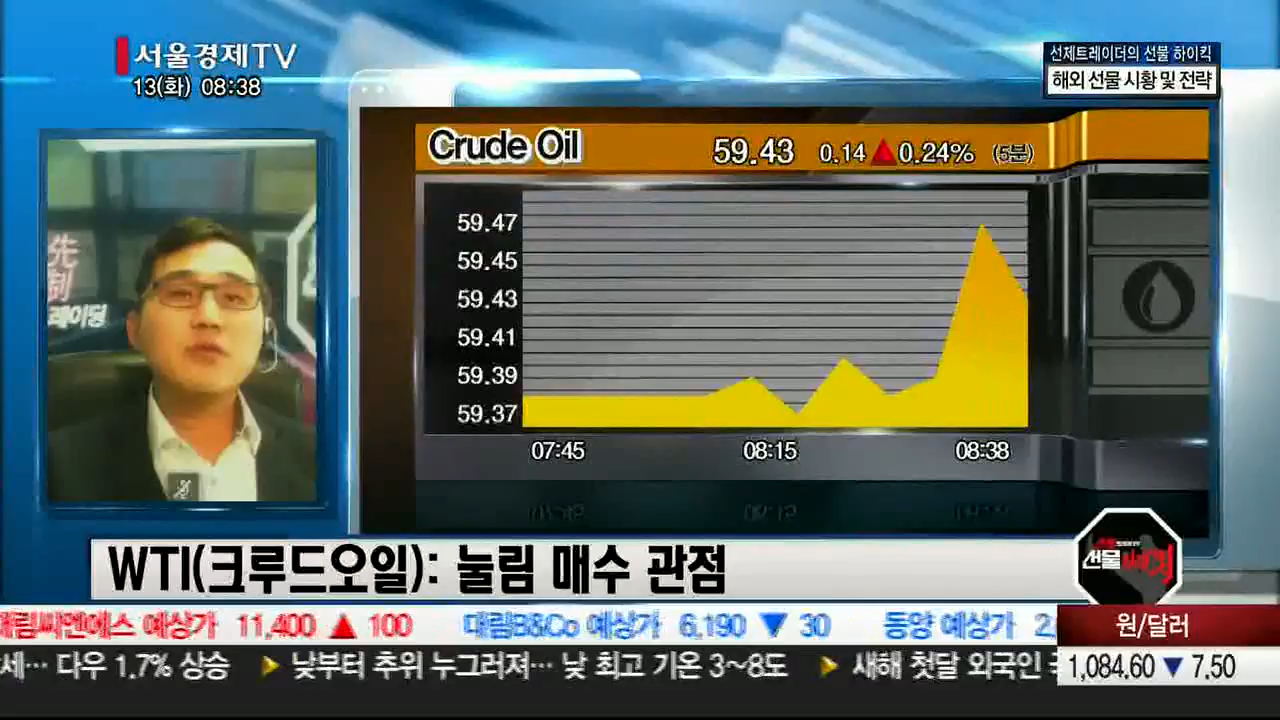 서울경제TV
13(화) 08:38
선제트레이더의 선물 하이킥
해외 선물 시황 및 전략
先
制
레이딩
Crude Oil 59.43 0.14 ▲ 0.24% (5분)
59.47
59.45
59.43
59.41
59.39
59.37
07:45 08:15 08:38
WTI(크루드오일): 눌림 매수 관점
선물
예상가 11,400 ▲ 100 대림B&Co 예상가 6,190 ▼ 30 동양 예상가
원/달러
세… 다우 1.7% 상승 ▶ 낮부터 추위 누그러져… 낮 최고 기온 3~8도 ▶ 새해 첫달 외국인
1,084.60 ▼ 7.50